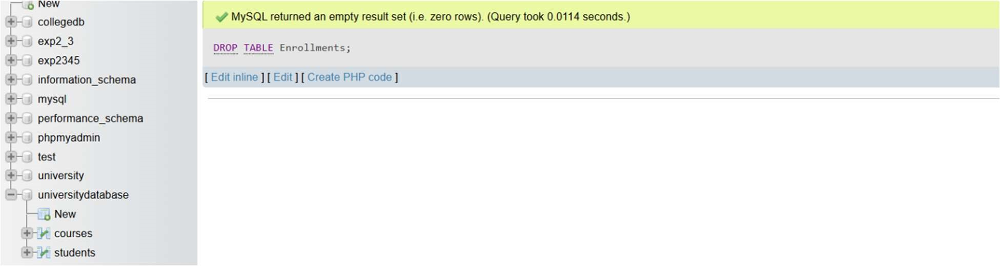 New
collegedb
exp2_3
exp2345
information_schema
mysql
performance_schema
phpmyadmin
test
university
universitydatabase
New
courses
students
MySQL returned an empty result set (i.e. zero rows). (Query took 0.0114 seconds.)
DROP TABLE Enrollments;
[ Edit inline ] [ Edit ] [ Create PHP code ]